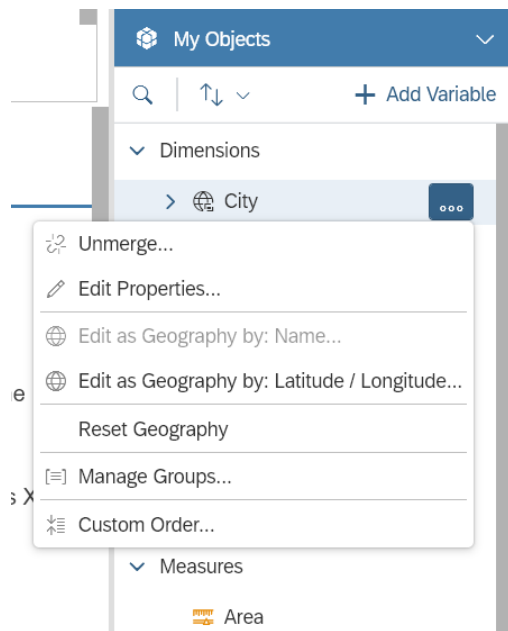 My Objects
+ Add Variable
Dimensions
City
Unmerge...
Edit Properties...
Edit as Geography by: Name...
Edit as Geography by: Latitude / Longitude...
e
Reset Geography
Manage Groups...
s X
Custom Order...
Measures
Area